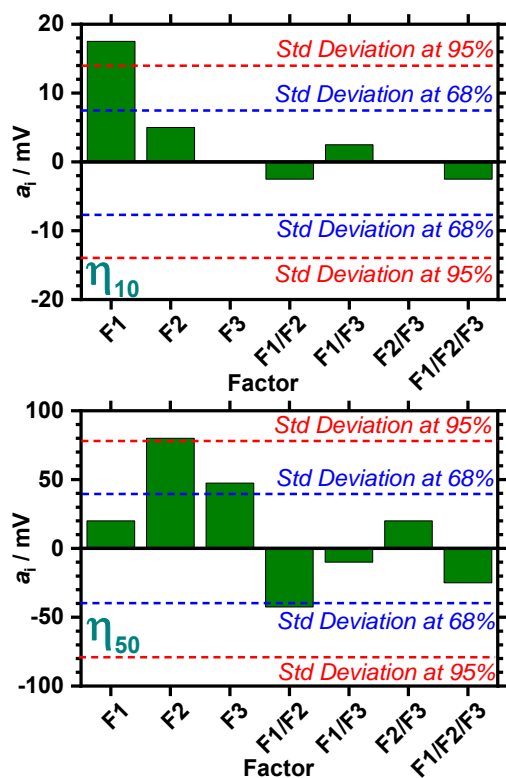 20
Std Deviation at 95%
10
Std Deviation at 68%
aᵢ / mV
0
-10
Std Deviation at 68%
Std Deviation at 95%
η₁₀
-20
F1
F2
F3
F1/F2
F1/F3
F2/F3
F1/F2/F3
Factor
100
Std Deviation at 95%
50
Std Deviation at 68%
aᵢ / mV
0
-50
Std Deviation at 68%
η₅₀
Std Deviation at 95%
-100
F1
F2
F3
F1/F2
F1/F3
F2/F3
F1/F2/F3
Factor